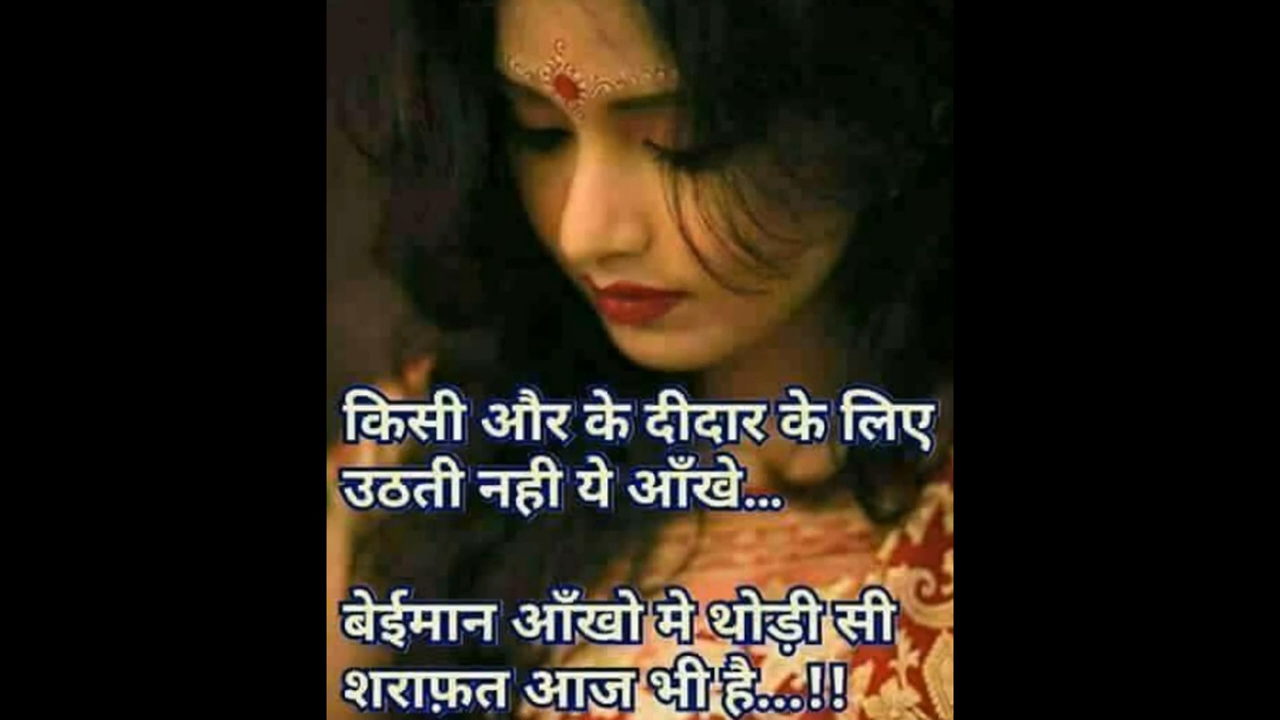 किसी और के दीदार के लिए
उठती नही ये आँखे...
बेईमान आँखो मे थोड़ी सी
शराफ़त आज भी है...!!